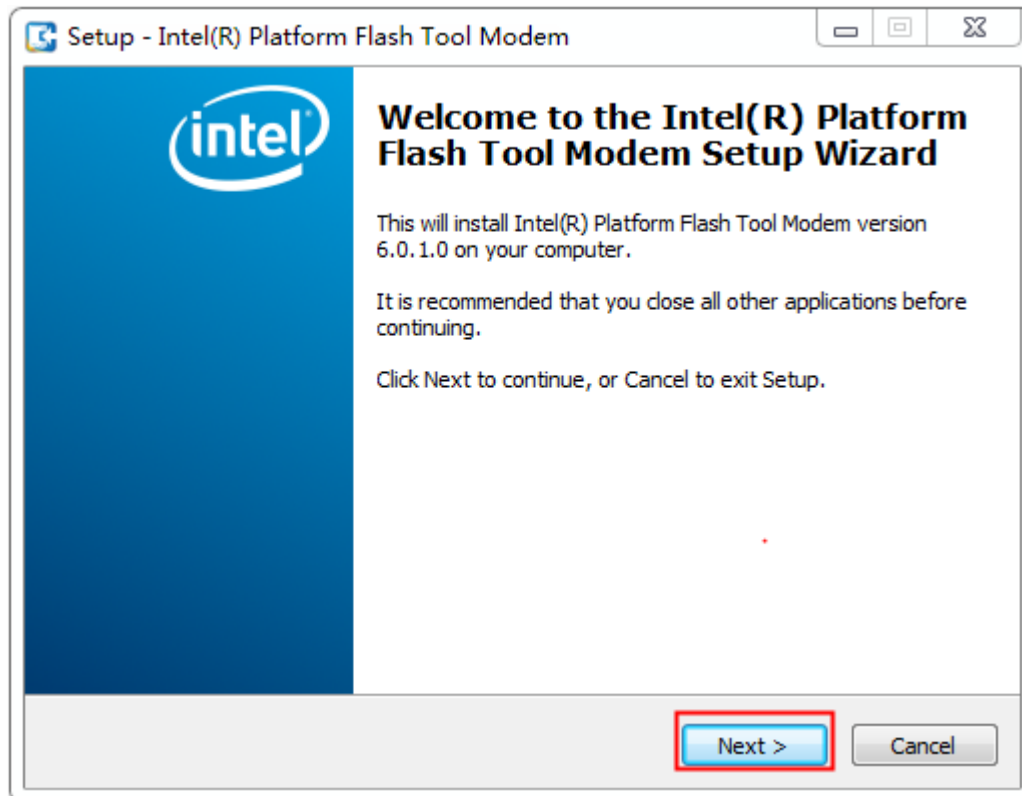 Setup - Intel(R) Platform Flash Tool Modem
intel
Welcome to the Intel(R) Platform
Flash Tool Modem Setup Wizard
This will install Intel(R) Platform Flash Tool Modem version
6.0.1.0 on your computer.
It is recommended that you close all other applications before
continuing.
Click Next to continue, or Cancel to exit Setup.
Next >
Cancel